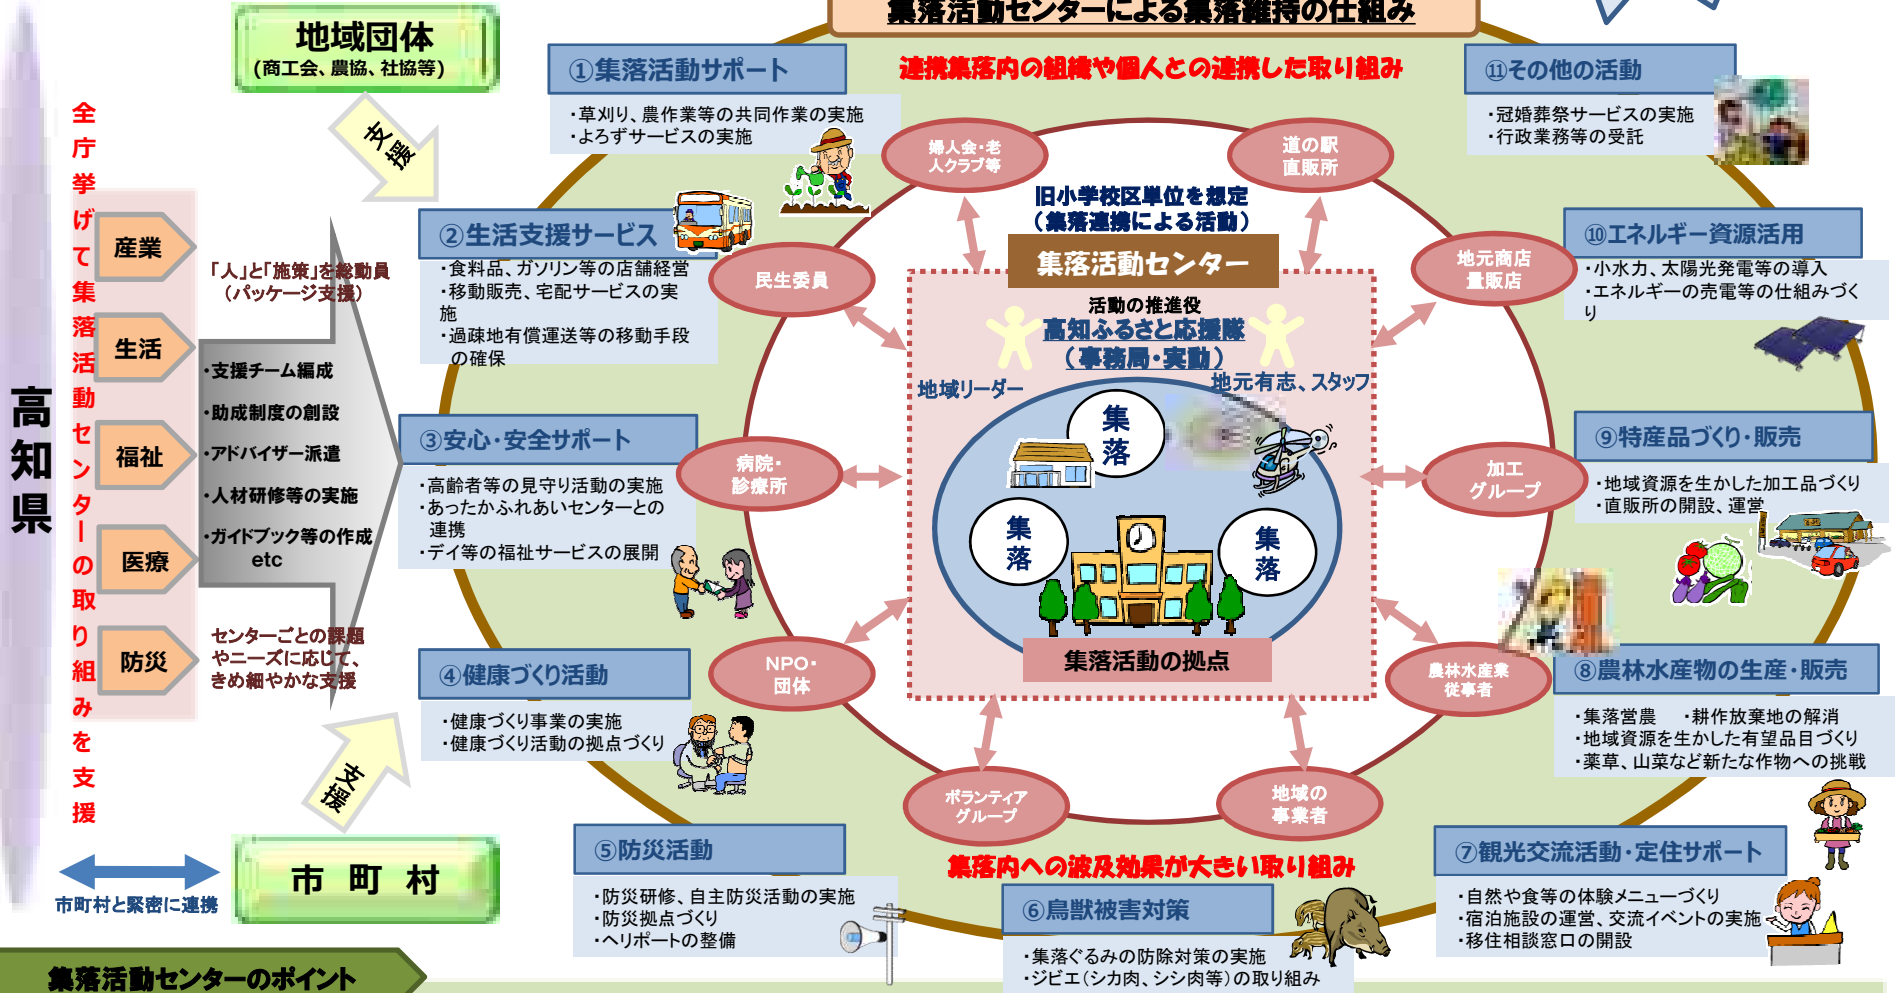 集落活動センターによる集落維持の仕組み
地域団体
(商工会、農協、社協等)
支援
高知県
全庁挙げて集落活動センターの取り組みを支援
産業
生活
福祉
医療
防災
「人」と「施策」を総動員
(パッケージ支援)
・支援チーム編成
・助成制度の創設
・アドバイザー派遣
・人材研修等の実施
・ガイドブック等の作成
etc
センターごとの課題
やニーズに応じて、
きめ細やかな支援
支援
市町村
市町村と緊密に連携
連携集落内の組織や個人との連携した取り組み
①集落活動サポート
・草刈り、農作業等の共同作業の実施
・よろずサービスの実施
②生活支援サービス
・食料品、ガソリン等の店舗経営
・移動販売、宅配サービスの実
施
・過疎地有償運送等の移動手段
の確保
③安心・安全サポート
・高齢者等の見守り活動の実施
・あったかふれあいセンターとの
連携
・デイ等の福祉サービスの展開
④健康づくり活動
・健康づくり事業の実施
・健康づくり活動の拠点づくり
⑤防災活動
・防災研修、自主防災活動の実施
・防災拠点づくり
・ヘリポートの整備
⑥鳥獣被害対策
・集落ぐるみの防除対策の実施
・ジビエ(シカ肉、シシ肉等)の取り組み
⑦観光交流活動・定住サポート
・自然や食等の体験メニューづくり
・宿泊施設の運営、交流イベントの実施
・移住相談窓口の開設
⑧農林水産物の生産・販売
・集落営農 ・耕作放棄地の解消
・地域資源を生かした有望品目づくり
・薬草、山菜など新たな作物への挑戦
⑨特産品づくり・販売
・地域資源を生かした加工品づくり
・直販所の開設、運営
⑩エネルギー資源活用
・小水力、太陽光発電等の導入
・エネルギーの売電等の仕組みづく
り
⑪その他の活動
・冠婚葬祭サービスの実施
・行政業務等の受託
婦人会・老
人クラブ等
道の駅
直販所
民生委員
地元商店
量販店
病院・
診療所
加工
グループ
NPO・
団体
農林水産業
従事者
ボランティア
グループ
地域の
事業者
旧小学校区単位を想定
(集落連携による活動)
集落活動センター
活動の推進役
高知ふるさと応援隊
(事務局・実動)
地域リーダー
地元有志、スタッフ
集落
集落
集落
集落活動の拠点
集落内への波及効果が大きい取り組み
集落活動センターのポイント